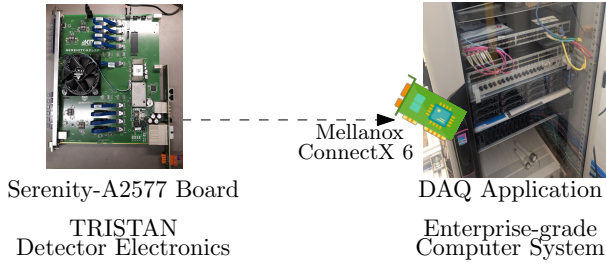 Mellanox
ConnectX 6
Serenity-A2577 Board
DAQ Application
TRISTAN
Detector Electronics
Enterprise-grade
Computer System